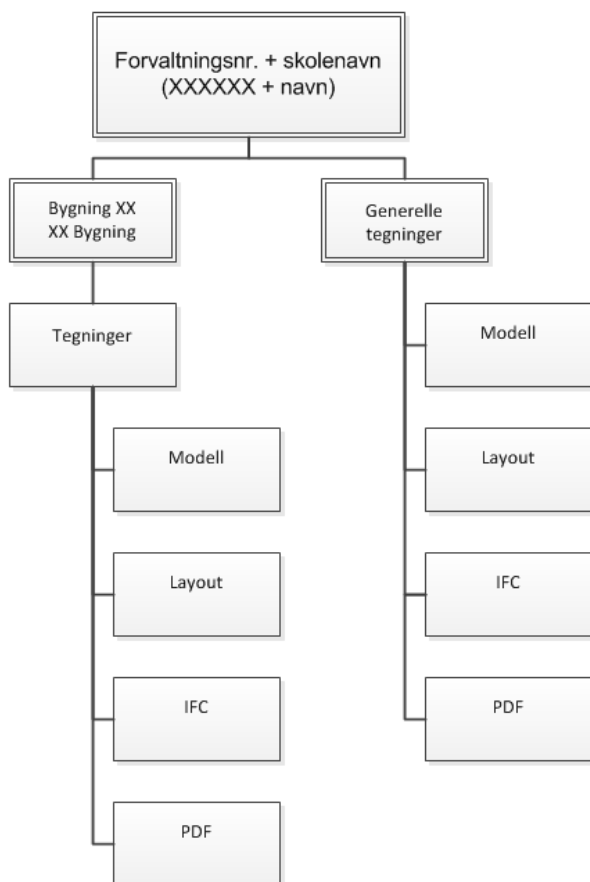 Forvaltningsnr. + skolenavn
(XXXXXX + navn)
Bygning XX
XX Bygning
Tegninger
Modell
Layout
IFC
PDF
Generelle
tegninger
Modell
Layout
IFC
PDF